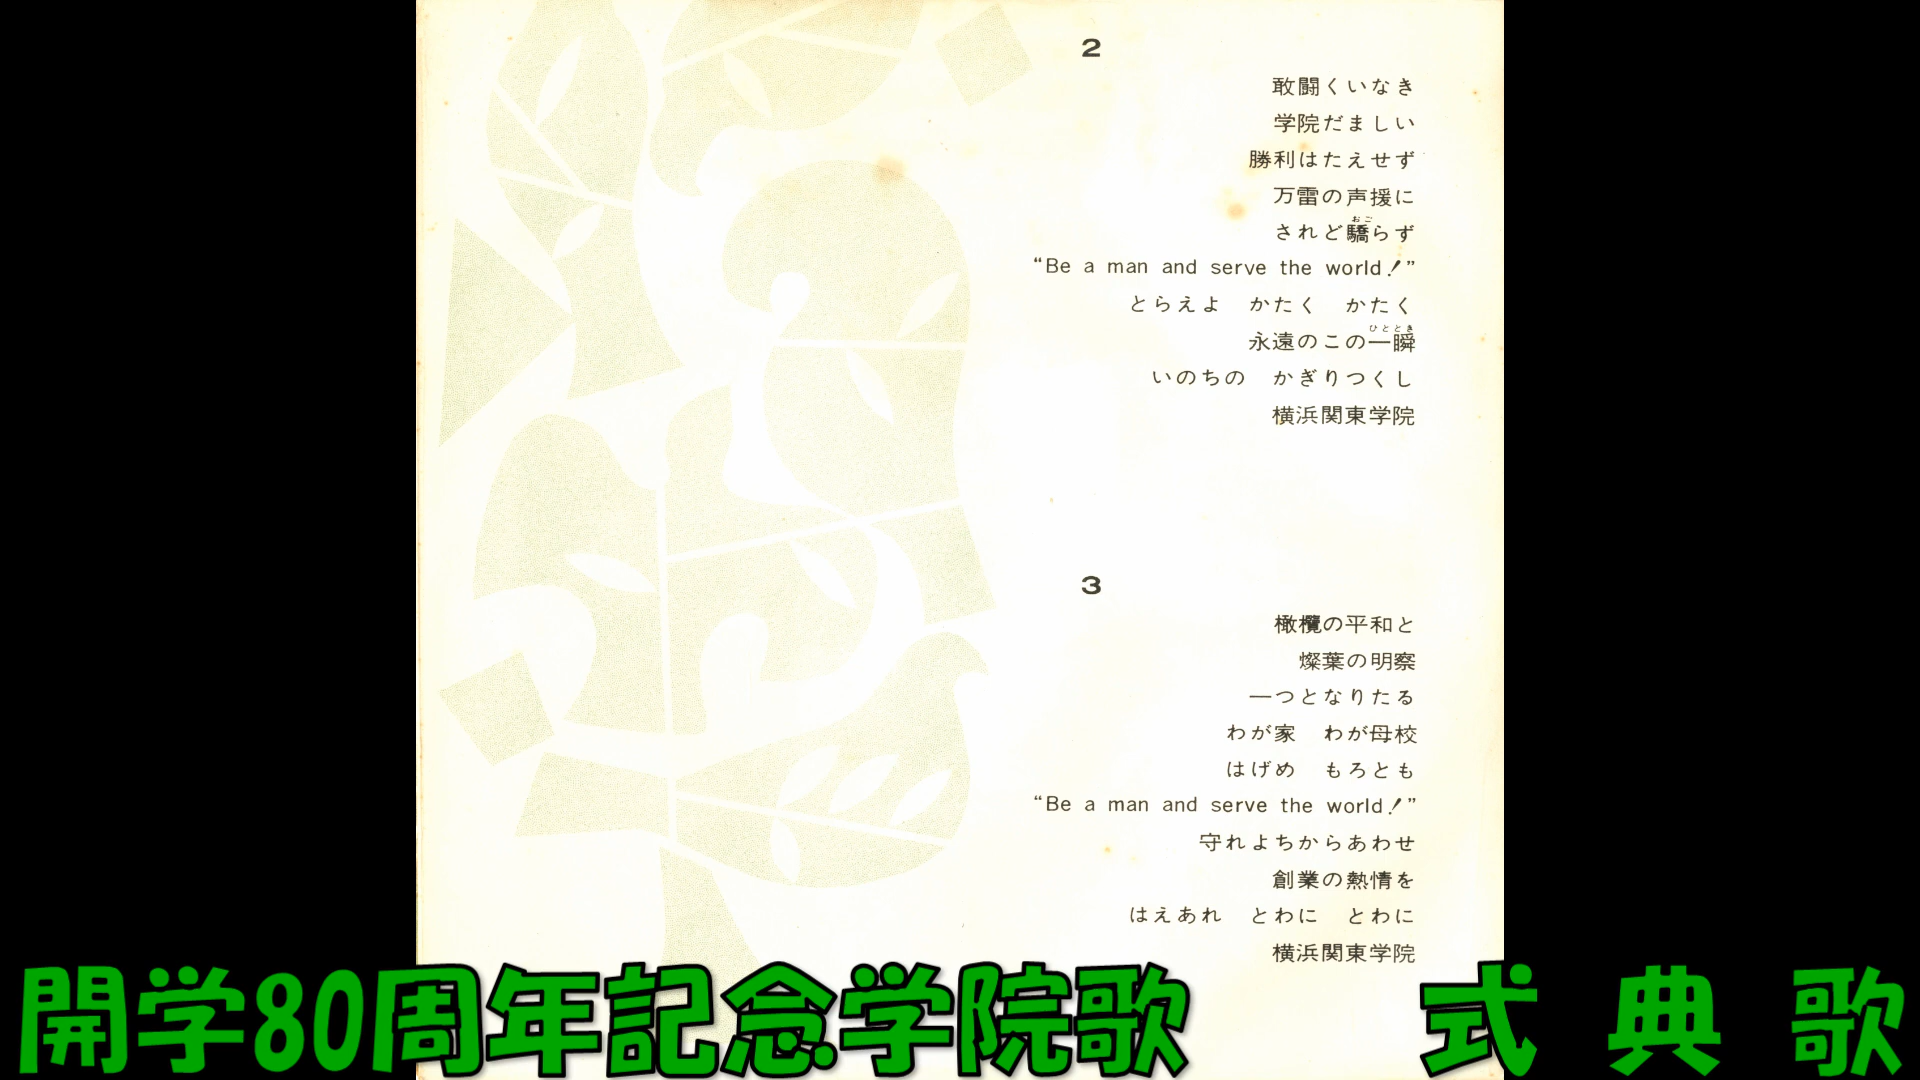 2
敢闘くいなき
学院だましい
勝利はたえせず
万雷の声援に
されど驕らず
おご
“Be a man and serve the world!”
とらえよ　かたく　かたく
永遠のこの一瞬
ひととき
いのちの　かぎりつくし
横浜関東学院
3
橄欖の平和と
燦葉の明察
一つとなりたる
わが家　わが母校
はげめ　もろとも
“Be a man and serve the world!”
守れよちからあわせ
創業の熱情を
はえあれ　とわに　とわに
横浜関東学院
開学80周年記念学院歌　式典歌